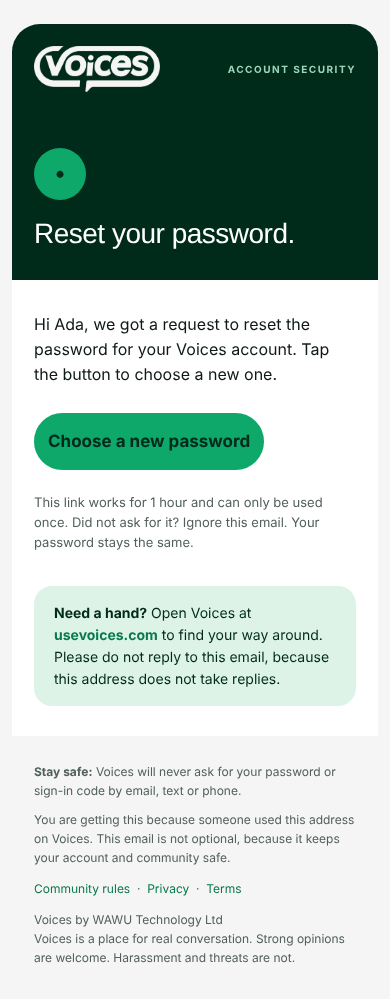 Voices
ACCOUNT SECURITY
Reset your password.
Hi Ada, we got a request to reset the
password for your Voices account. Tap
the button to choose a new one.
Choose a new password
This link works for 1 hour and can only be used
once. Did not ask for it? Ignore this email. Your
password stays the same.
Need a hand? Open Voices at
usevoices.com to find your way around.
Please do not reply to this email, because
this address does not take replies.
Stay safe: Voices will never ask for your password or
sign-in code by email, text or phone.
You are getting this because someone used this address
on Voices. This email is not optional, because it keeps
your account and community safe.
Community rules · Privacy · Terms
Voices by WAWU Technology Ltd
Voices is a place for real conversation. Strong opinions
are welcome. Harassment and threats are not.